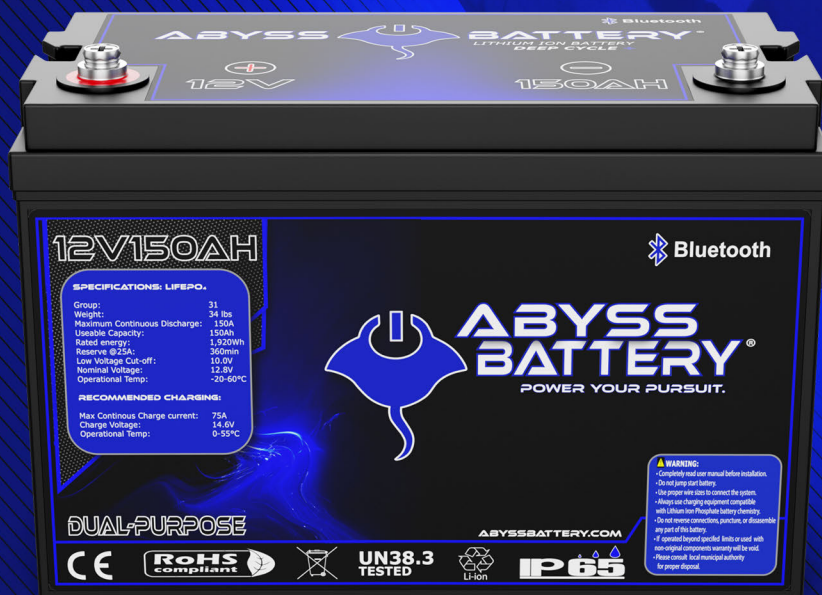 Bluetooth
ABYSS BATTERY®
LITHIUM ION BATTERY
DEEP CYCLE
+ −
12V 150AH
12V150AH
Bluetooth
SPECIFICATIONS: LIFEPO₄
Group: 31
Weight: 34 lbs
Maximum Continuous Discharge: 150A
Useable Capacity: 150Ah
Rated energy: 1,920Wh
Reserve @25A: 360min
Low Voltage Cut-off: 10.0V
Nominal Voltage: 12.8V
Operational Temp: -20-60°C
RECOMMENDED CHARGING:
Max Continous Charge current: 75A
Charge Voltage: 14.6V
Operational Temp: 0-55°C
ABYSS
BATTERY®
POWER YOUR PURSUIT.
WARNING:
• Completely read user manual before installation.
• Do not jump start battery.
• Use proper wire sizes to connect the system.
• Always use charging equipment compatible
with Lithium Iron Phosphate battery chemistry.
• Do not reverse connections, puncture, or disassemble
any part of this battery.
• If operated beyond specified limits or used with
non-original components warranty will be void.
• Please consult local municipal authority
for proper disposal.
DUAL-PURPOSE
ABYSSBATTERY.COM
CE
RoHS
compliant
UN38.3
TESTED
Li-ion
IP65